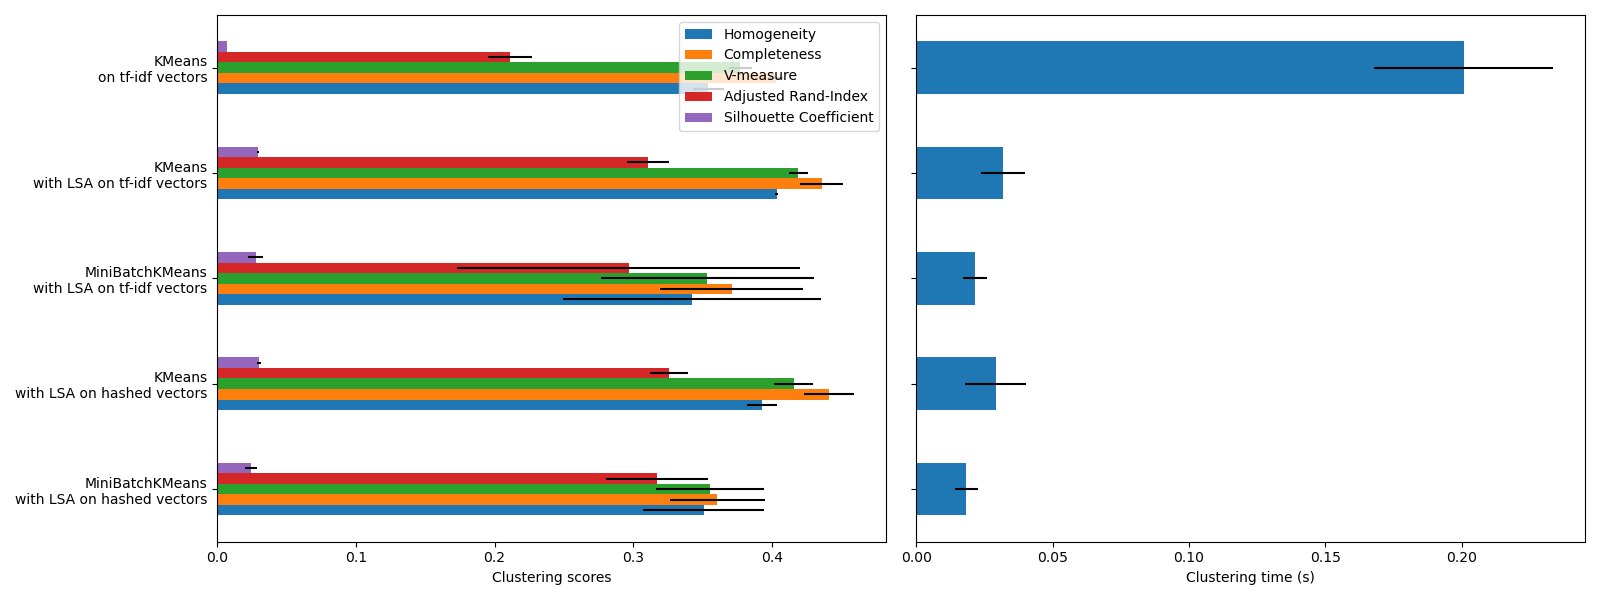 KMeans
on tf-idf vectors
KMeans
with LSA on tf-idf vectors
MiniBatchKMeans
with LSA on tf-idf vectors
KMeans
with LSA on hashed vectors
MiniBatchKMeans
with LSA on hashed vectors
Homogeneity
Completeness
V-measure
Adjusted Rand-Index
Silhouette Coefficient
0.0 0.1 0.2 0.3 0.4
Clustering scores
0.00 0.05 0.10 0.15 0.20
Clustering time (s)